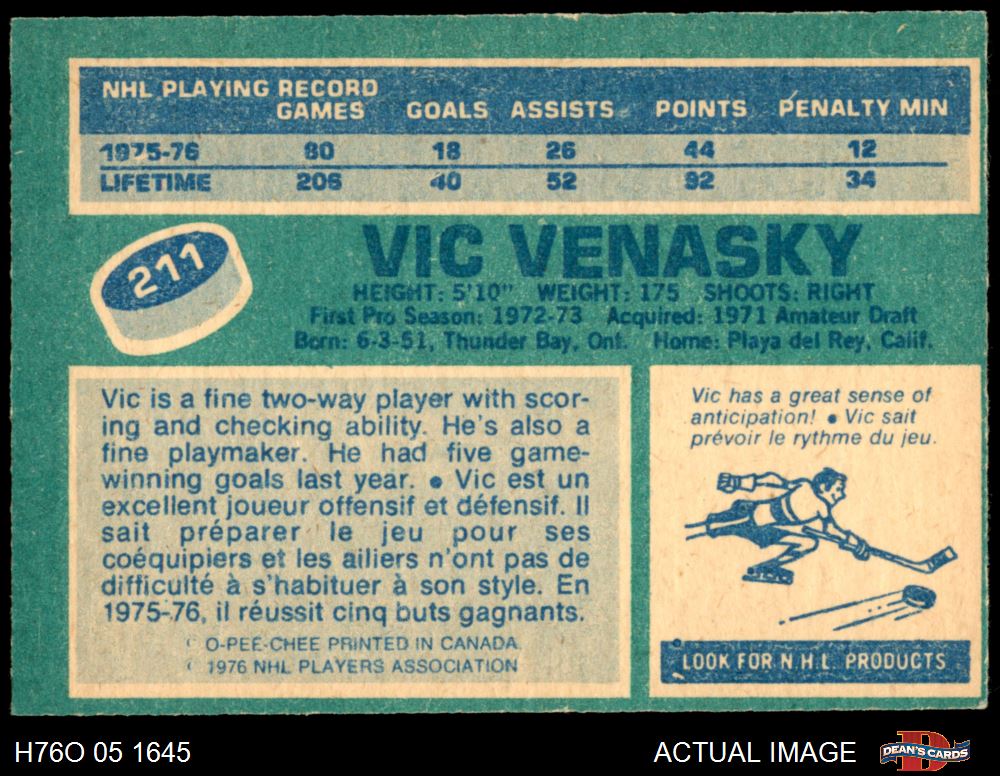 NHL PLAYING RECORD
GAMES GOALS ASSISTS POINTS PENALTY MIN
1975-76 80 18 26 44 12
LIFETIME 206 40 52 92 34
211
VIC VENASKY
HEIGHT: 5'10" WEIGHT: 175 SHOOTS: RIGHT
First Pro Season: 1972-73 Acquired: 1971 Amateur Draft
Born: 6-3-51, Thunder Bay, Ont. Home: Playa del Rey, Calif.
Vic is a fine two-way player with scor-
ing and checking ability. He's also a
fine playmaker. He had five game-
winning goals last year. • Vic est un
excellent joueur offensif et défensif. Il
sait préparer le jeu pour ses
coéquipiers et les ailiers n'ont pas de
difficulté à s'habituer à son style. En
1975-76, il réussit cinq buts gagnants.
O-PEE-CHEE PRINTED IN CANADA
1976 NHL PLAYERS ASSOCIATION
Vic has a great sense of
anticipation! • Vic sait
prévoir le rythme du jeu.
LOOK FOR N.H.L. PRODUCTS
H76O 05 1645
ACTUAL IMAGE
D
DEAN'S CARDS